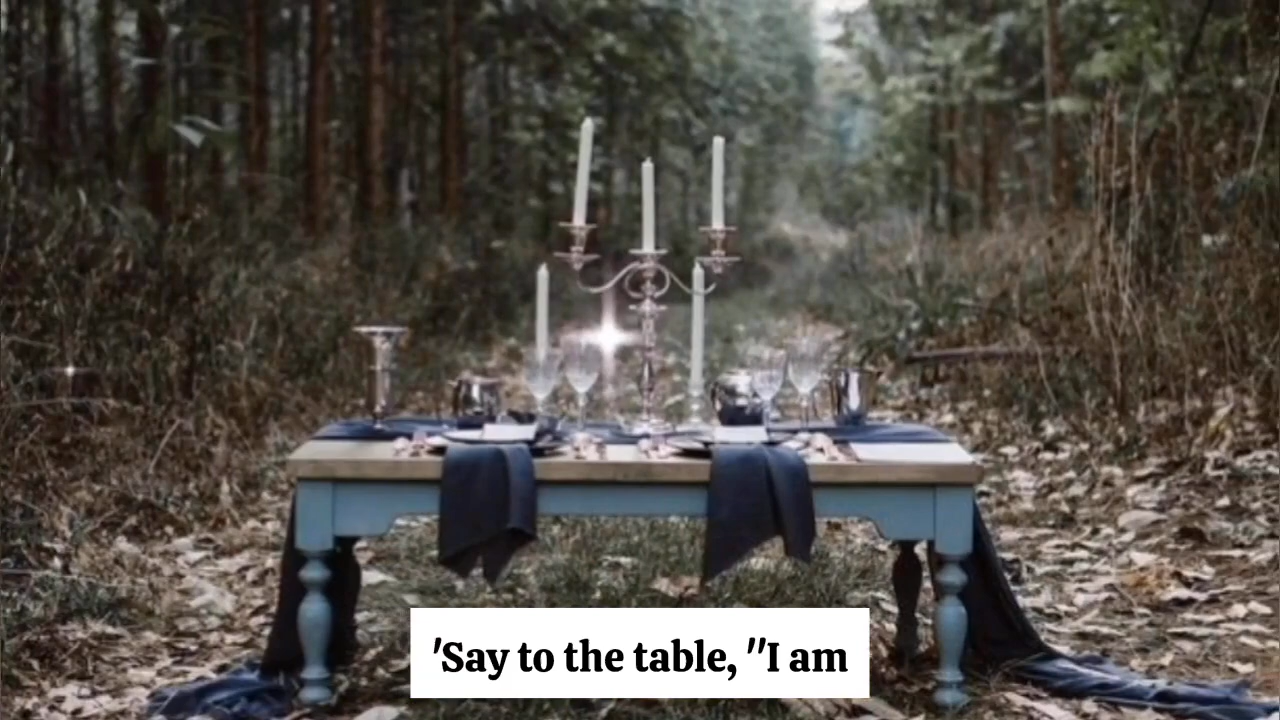 'Say to the table, "I am